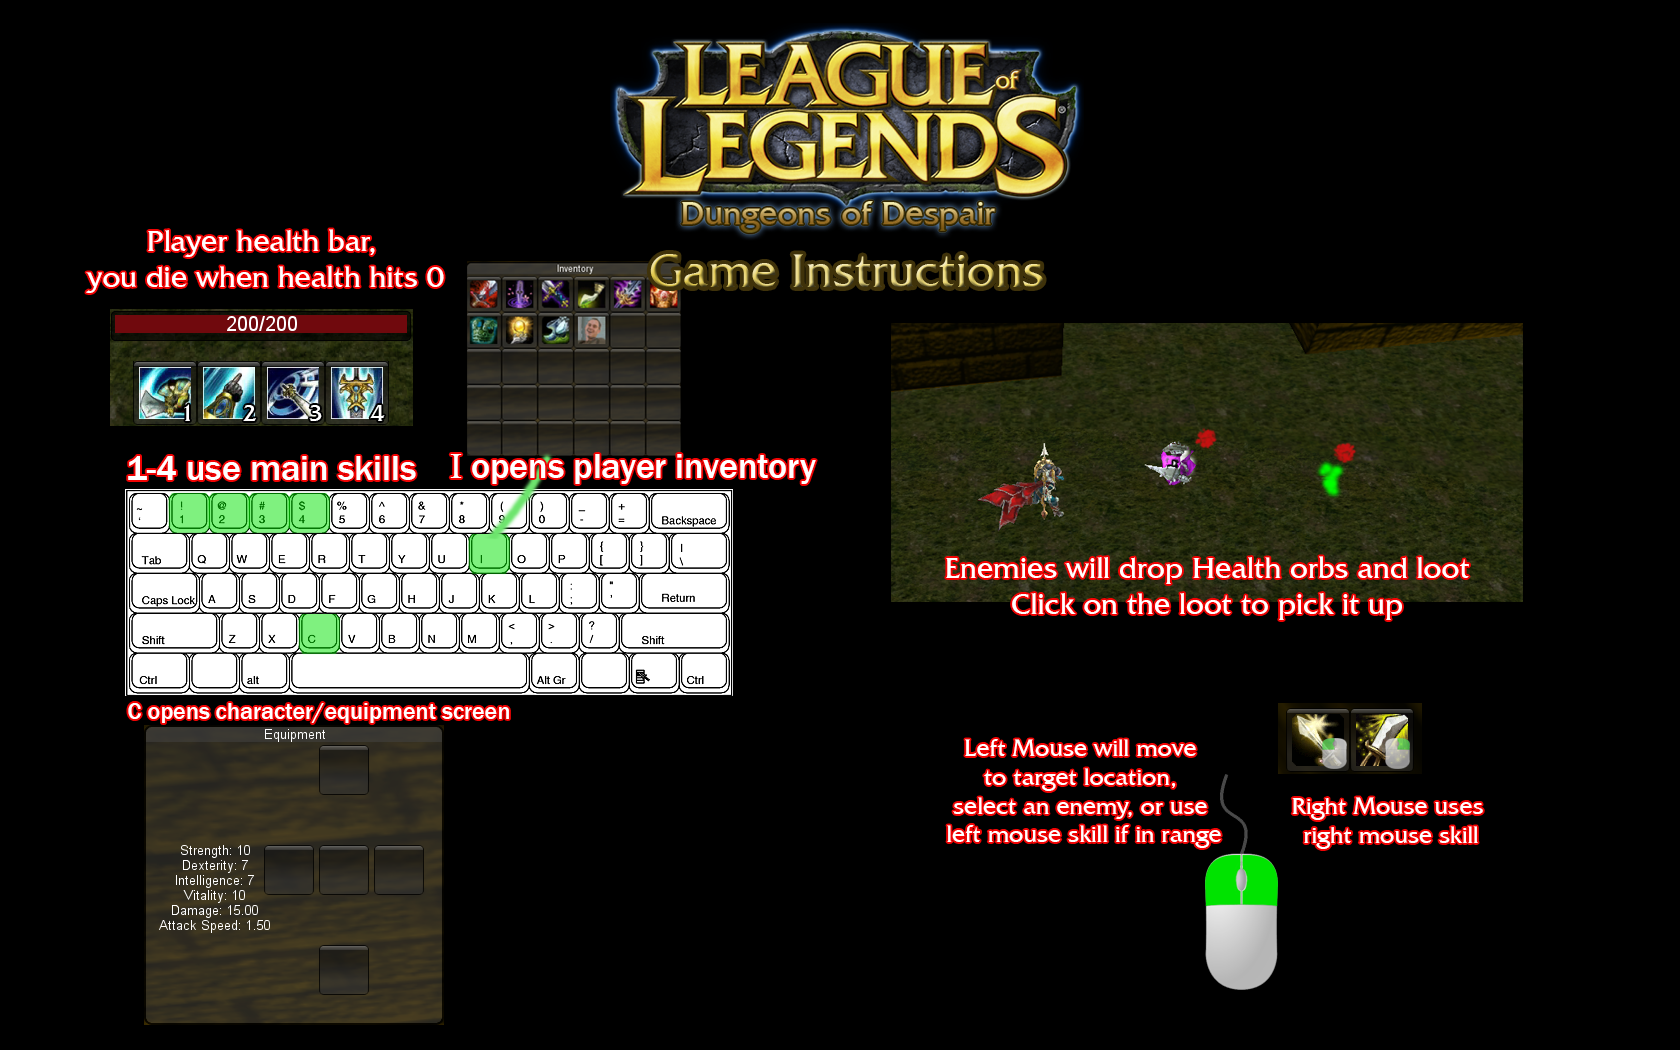 LEAGUE of
LEGENDS®
Dungeons of Despair
Game Instructions
Player health bar,
you die when health hits 0
200/200
1 2 3 4
Inventory
1-4 use main skills
I opens player inventory
~ ! @ # $ % ^ & * ( ) _ +
` 1 2 3 4 5 6 7 8 9 0 - = Backspace
Tab Q W E R T Y U I O P { [ } ] | \
Caps Lock A S D F G H J K L : ; " ' Return
Shift Z X C V B N M < , > . ? / Shift
Ctrl alt Alt Gr Ctrl
C opens character/equipment screen
Equipment
Strength: 10
Dexterity: 7
Intelligence: 7
Vitality: 10
Damage: 15.00
Attack Speed: 1.50
Enemies will drop Health orbs and loot
Click on the loot to pick it up
Left Mouse will move
to target location,
select an enemy, or use
left mouse skill if in range
Right Mouse uses
right mouse skill